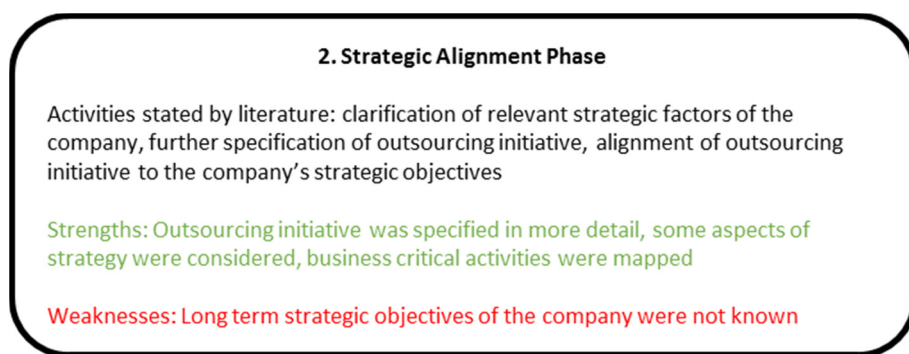 2. Strategic Alignment Phase
Activities stated by literature: clarification of relevant strategic factors of the
company, further specification of outsourcing initiative, alignment of outsourcing
initiative to the company’s strategic objectives
Strengths: Outsourcing initiative was specified in more detail, some aspects of
strategy were considered, business critical activities were mapped
Weaknesses: Long term strategic objectives of the company were not known